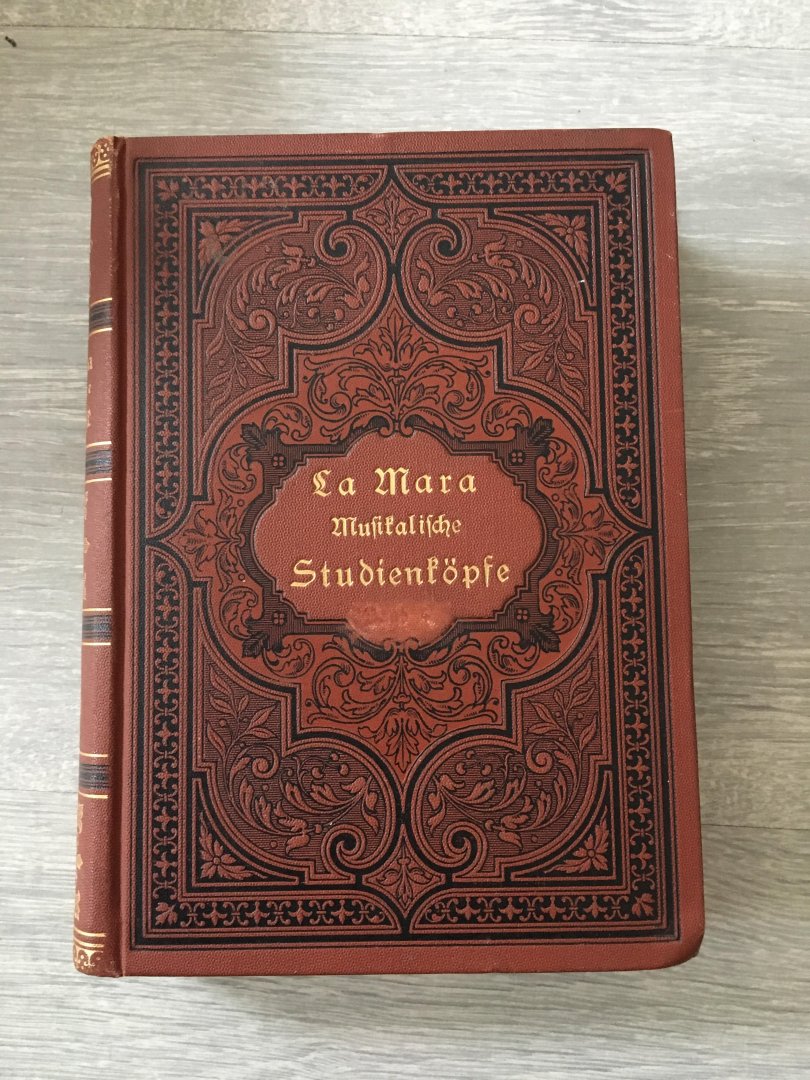 La Mara
Musikalische
Studienköpfe